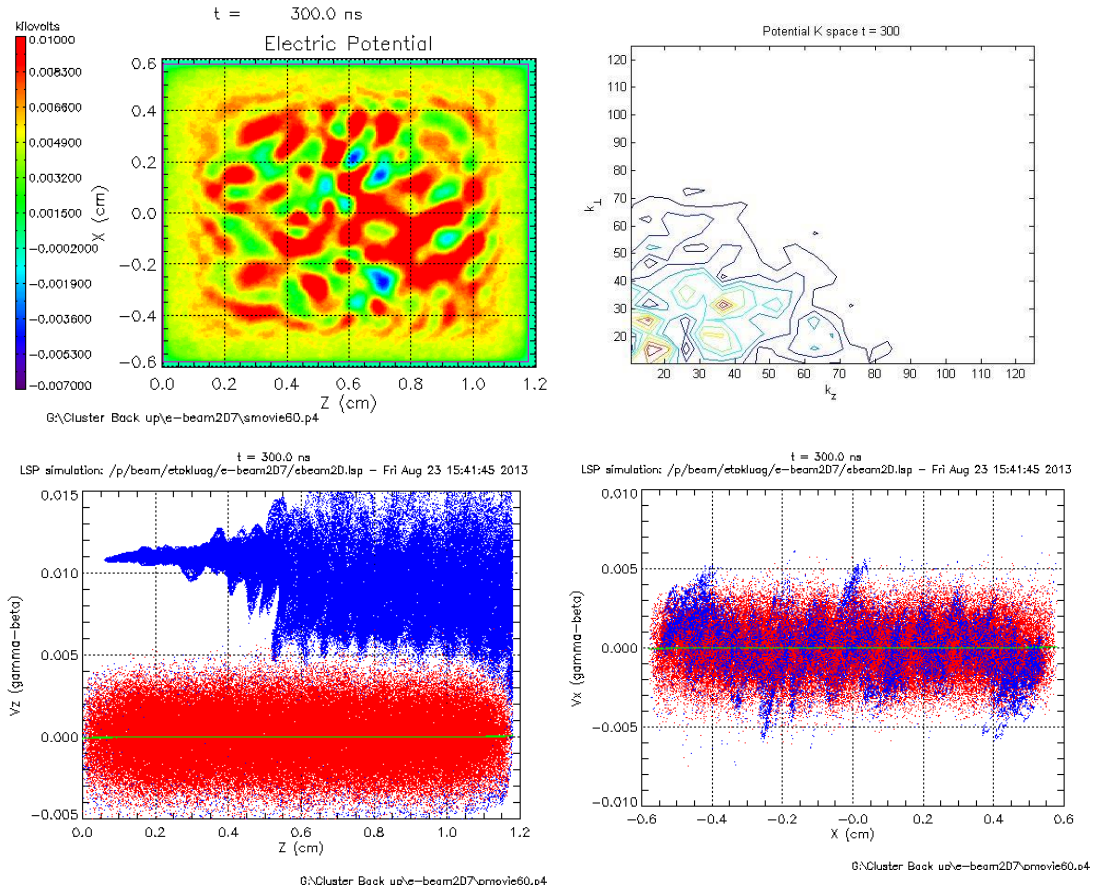 t = 300.0 ns
kilovolts
Electric Potential
0.01000
0.008300
0.006600
0.004900
0.003200
0.001500
-0.0002000
-0.001900
-0.003600
-0.005300
-0.007000
X (cm)
0.6
0.4
0.2
0.0
-0.2
-0.4
-0.6
0.0 0.2 0.4 0.6 0.8 1.0 1.2
Z (cm)
G:\Cluster Back up\e-beam2D7\smovie60.p4
Potential K space t = 300
k⊥
120
110
100
90
80
70
60
50
40
30
20
10 20 30 40 50 60 70 80 90 100 110 120
kz
t = 300.0 ns
LSP simulation: /p/beam/etokluog/e-beam2D7/ebeam2D.lsp - Fri Aug 23 15:41:45 2013
Vz (gamma-beta)
0.015
0.010
0.005
0.000
-0.005
0.0 0.2 0.4 0.6 0.8 1.0 1.2
Z (cm)
G:\Cluster Back up\e-beam2D7\pmovie60.p4
t = 300.0 ns
LSP simulation: /p/beam/etokluog/e-beam2D7/ebeam2D.lsp - Fri Aug 23 15:41:45 2013
Vx (gamma-beta)
0.010
0.005
0.000
-0.005
-0.010
-0.6 -0.4 -0.2 -0.0 0.2 0.4 0.6
X (cm)
G:\Cluster Back up\e-beam2D7\pmovie60.p4